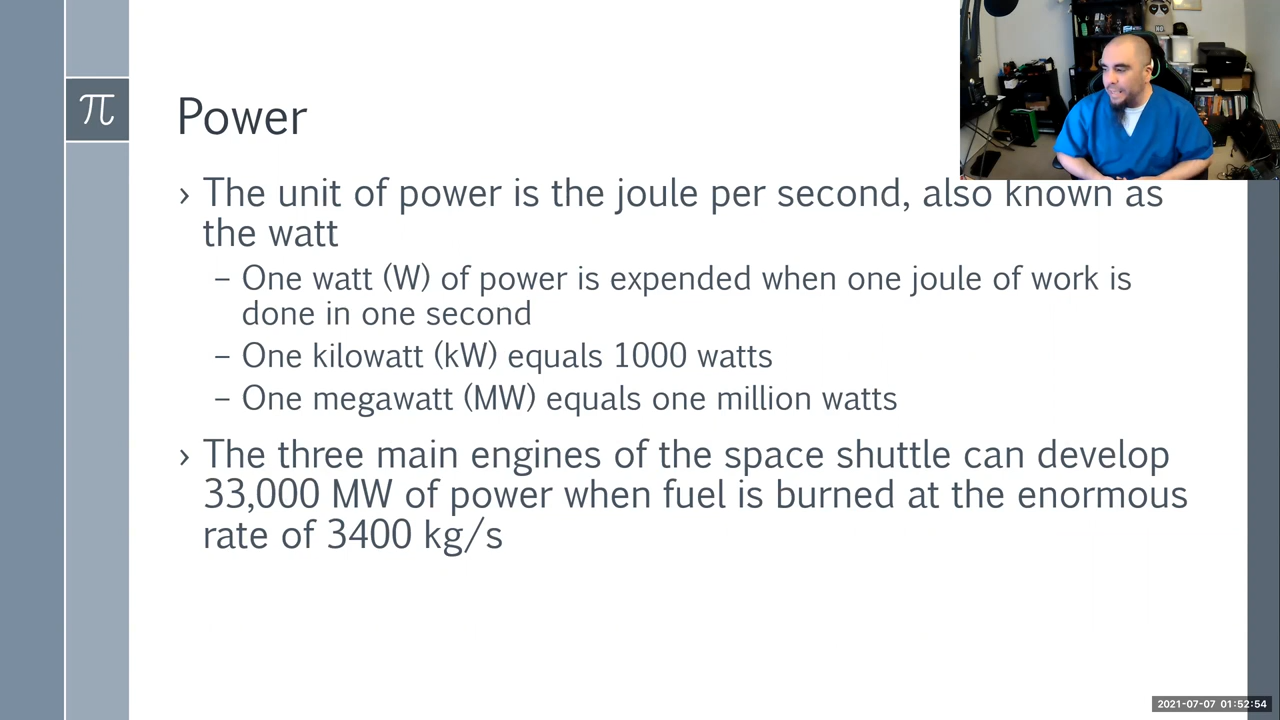 π
Power
› The unit of power is the joule per second, also known as
the watt
– One watt (W) of power is expended when one joule of work is
done in one second
– One kilowatt (kW) equals 1000 watts
– One megawatt (MW) equals one million watts
› The three main engines of the space shuttle can develop
33,000 MW of power when fuel is burned at the enormous
rate of 3400 kg/s
2021-07-07 01:52:54